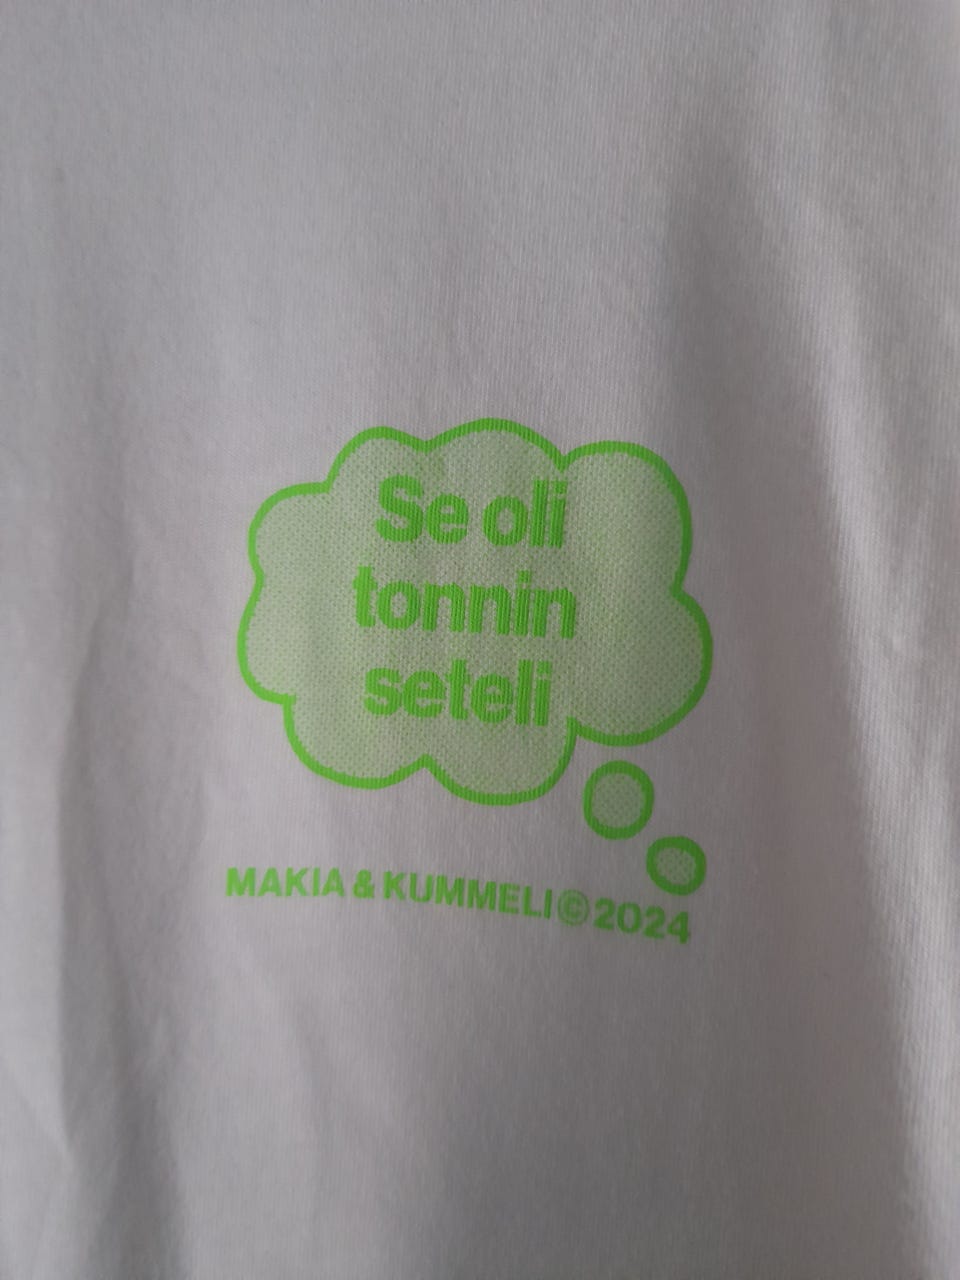 Se oli
tonnin
seteli
MAKIA & KUMMELI © 2024